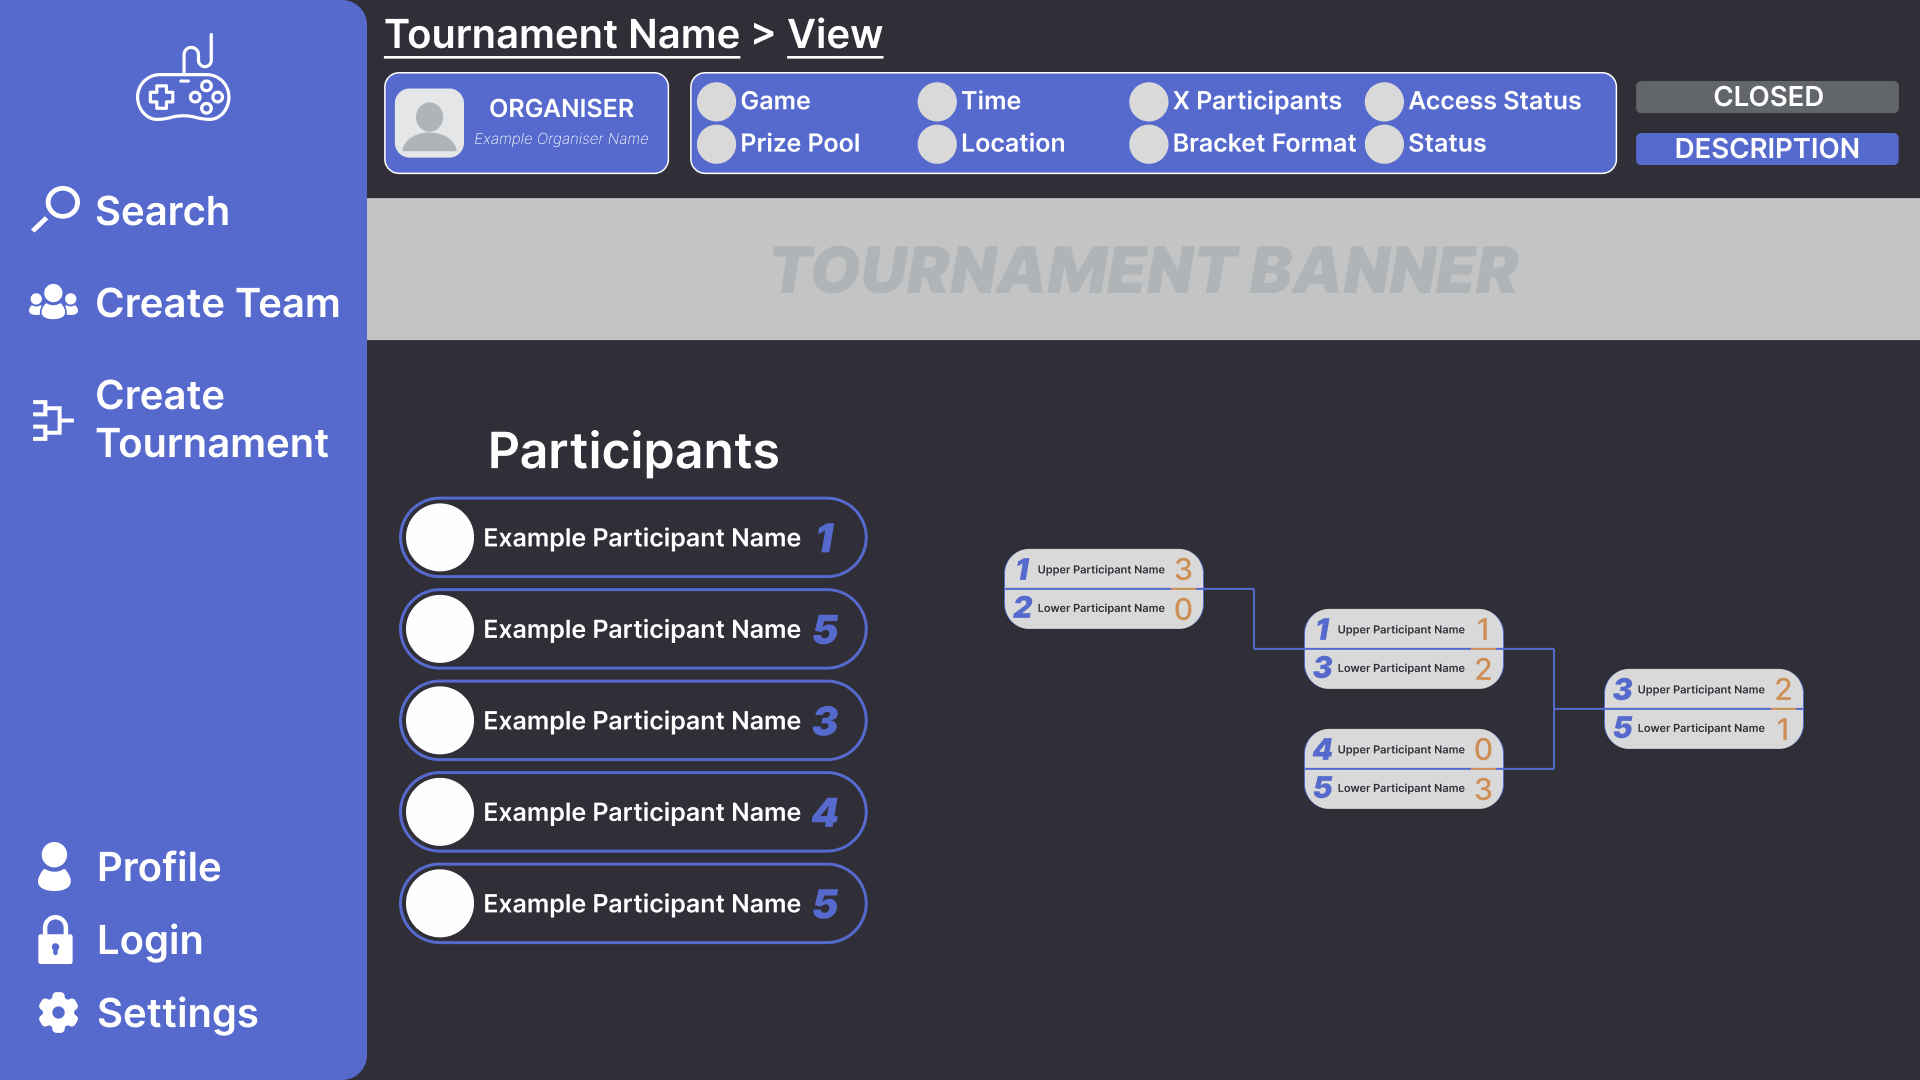 Search
Create Team
Create
Tournament
Profile
Login
Settings
Tournament Name > View
ORGANISER
Example Organiser Name
Game
Time
X Participants
Access Status
Prize Pool
Location
Bracket Format
Status
CLOSED
DESCRIPTION
TOURNAMENT BANNER
Participants
Example Participant Name 1
Example Participant Name 5
Example Participant Name 3
Example Participant Name 4
Example Participant Name 5
1 Upper Participant Name 3
2 Lower Participant Name 0
1 Upper Participant Name 1
3 Lower Participant Name 2
4 Upper Participant Name 0
5 Lower Participant Name 3
3 Upper Participant Name 2
5 Lower Participant Name 1